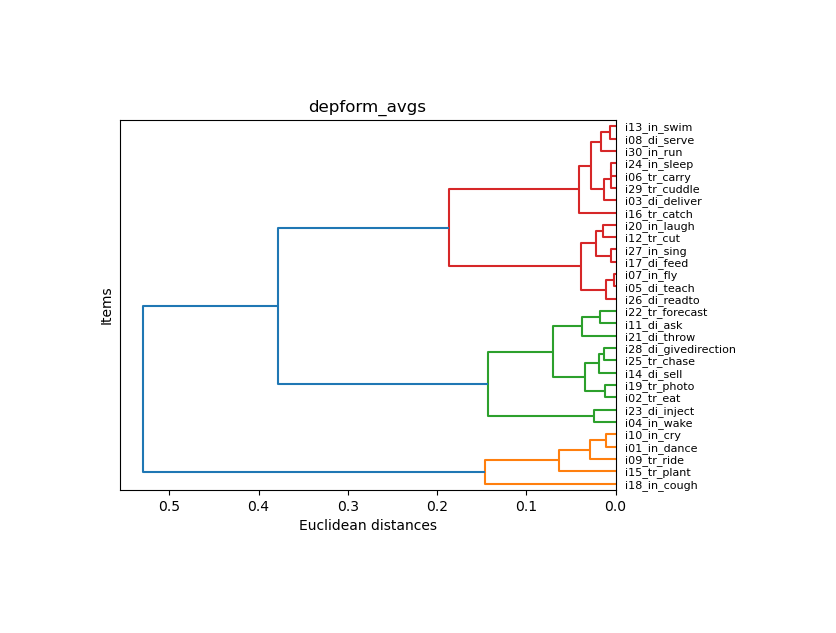 depform_avgs
i13_in_swim
i08_di_serve
i30_in_run
i24_in_sleep
i06_tr_carry
i29_tr_cuddle
i03_di_deliver
i16_tr_catch
i20_in_laugh
i12_tr_cut
i27_in_sing
i17_di_feed
i07_in_fly
i05_di_teach
i26_di_readto
i22_tr_forecast
i11_di_ask
i21_di_throw
i28_di_givedirection
i25_tr_chase
i14_di_sell
i19_tr_photo
i02_tr_eat
i23_di_inject
i04_in_wake
i10_in_cry
i01_in_dance
i09_tr_ride
i15_tr_plant
i18_in_cough
Items
0.5 0.4 0.3 0.2 0.1 0.0
Euclidean distances